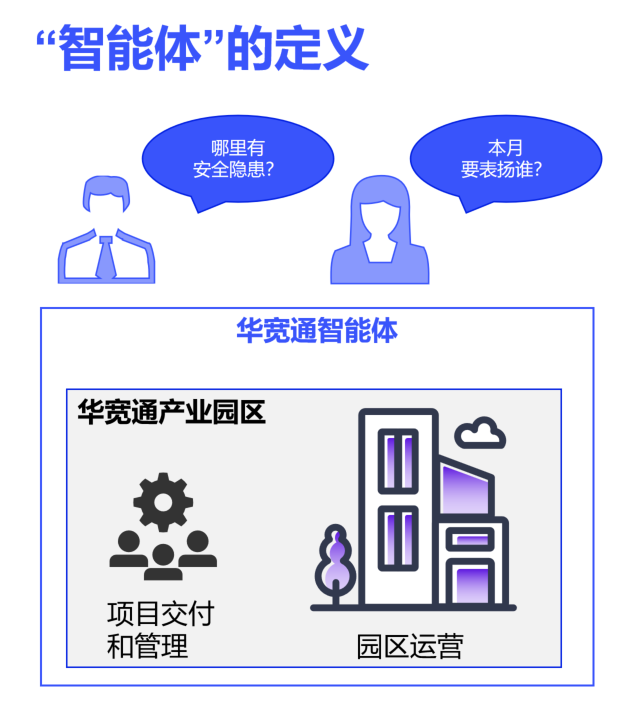 “智能体”的定义
哪里有
安全隐患？
本月
要表扬谁？
华宽通智能体
华宽通产业园区
项目交付
和管理
园区运营